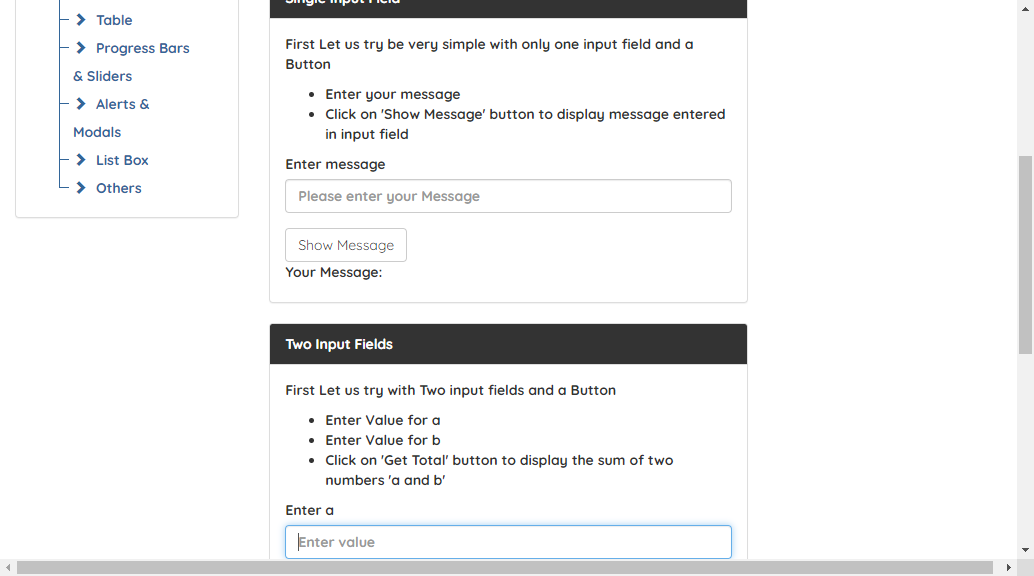 Table
Progress Bars
& Sliders
Alerts &
Modals
List Box
Others
Single Input Field
First Let us try be very simple with only one input field and a
Button
Enter your message
Click on 'Show Message' button to display message entered
in input field
Enter message
Please enter your Message
Show Message
Your Message:
Two Input Fields
First Let us try with Two input fields and a Button
Enter Value for a
Enter Value for b
Click on 'Get Total' button to display the sum of two
numbers 'a and b'
Enter a
Enter value